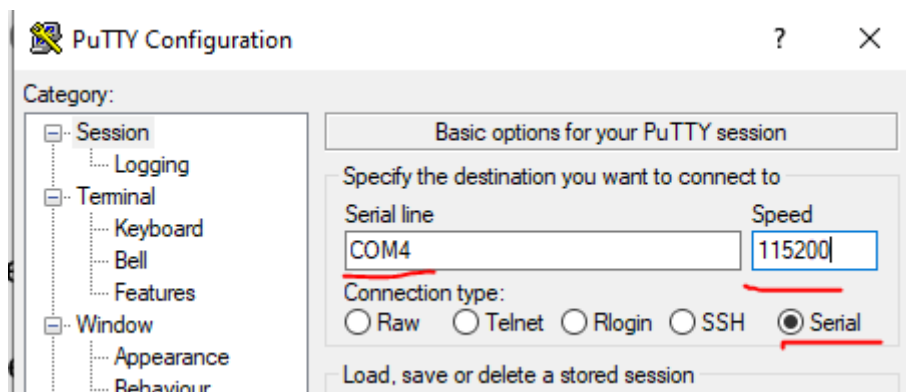 PuTTY Configuration ? ×
Category:
Session
Logging
Terminal
Keyboard
Bell
Features
Window
Appearance
Behaviour
Basic options for your PuTTY session
Specify the destination you want to connect to
Serial line Speed
COM4 115200
Connection type:
Raw Telnet Rlogin SSH Serial
Load, save or delete a stored session